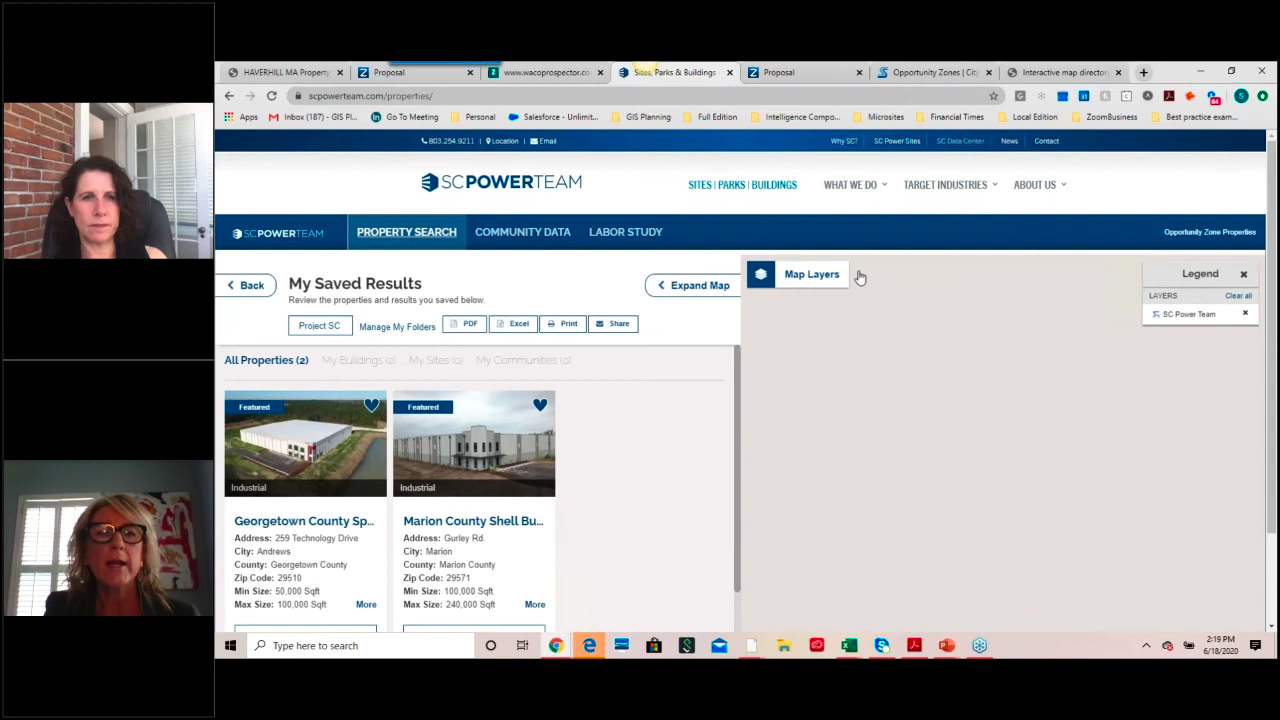 HAVERHILL MA Property
Proposal
www.wacoprospector.co
Sites, Parks & Buildings
Proposal
Opportunity Zones | City
Interactive map directory
scpowerteam.com/properties/
84
S
Apps
Inbox (187) - GIS Pl...
Go To Meeting
Personal
Salesforce - Unlimit...
GIS Planning
Full Edition
Intelligence Compo...
Microsites
Financial Times
Local Edition
ZoomBusiness
Best practice exam...
803.254.9211 | Location | Email
Why SC?
SC Power Sites
SC Data Center
News
Contact
SCPOWERTEAM
SITES | PARKS | BUILDINGS
WHAT WE DO
TARGET INDUSTRIES
ABOUT US
SCPOWERTEAM
PROPERTY SEARCH
COMMUNITY DATA
LABOR STUDY
Opportunity Zone Properties
Back
My Saved Results
Review the properties and results you saved below.
Expand Map
Project SC
Manage My Folders
PDF
Excel
Print
Share
Map Layers
Legend
LAYERS
Clear all
SC Power Team
All Properties (2)
My Buildings (2)
My Sites (0)
My Communities (0)
Featured
Industrial
Georgetown County Sp...
Address: 259 Technology Drive
City: Andrews
County: Georgetown County
Zip Code: 29510
Min Size: 50,000 Sqft
Max Size: 100,000 Sqft
More
Featured
Industrial
Marion County Shell Bu...
Address: Gurley Rd.
City: Marion
County: Marion County
Zip Code: 29571
Min Size: 100,000 Sqft
Max Size: 240,000 Sqft
More
Type here to search
2:19 PM
6/18/2020